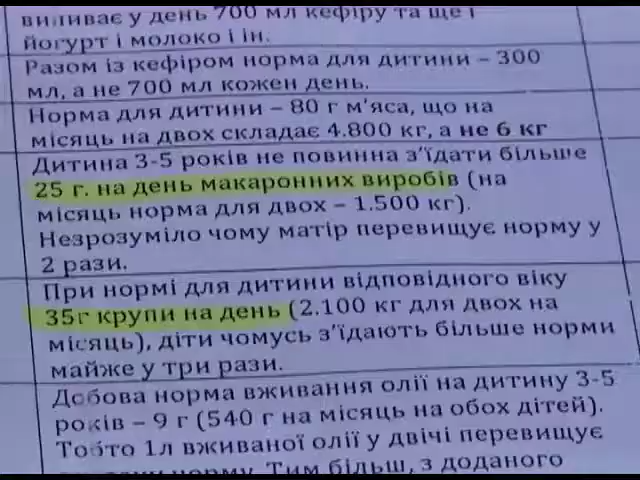 виливає у день 700 мл кефіру та ще і
йогурт і молоко і ін.
Разом із кефіром норма для дитини – 300
мл, а не 700 мл кожен день.
Норма для дитини – 80 г м'яса, що на
місяць на двох складає 4.800 кг, а не 6 кг
Дитина 3-5 років не повинна з'їдати більше
25 г. на день макаронних виробів (на
місяць норма для двох – 1.500 кг).
Незрозуміло чому матір перевищує норму у
2 рази.
При нормі для дитини відповідного віку
35г крупи на день (2.100 кг для двох на
місяць), діти чомусь з'їдають більше норми
майже у три рази.
Добова норма вживання олії на дитину 3-5
років – 9 г (540 г на місяць на обох дітей).
Тобто 1л вживаної олії у двічі перевищує
норму. Тим більш, з доданого